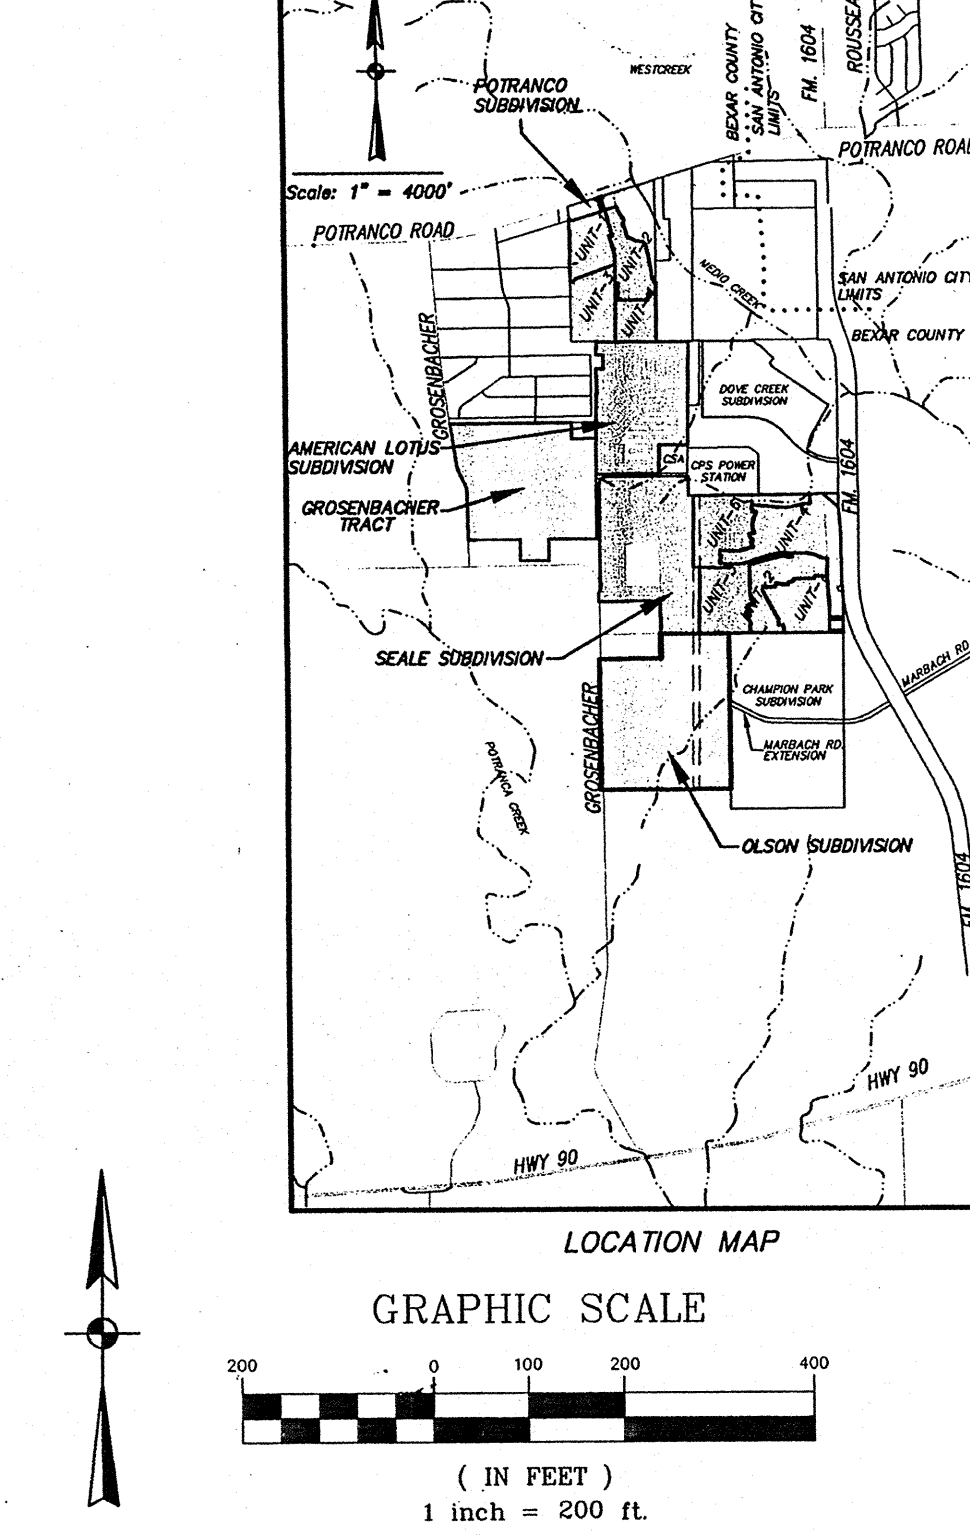 WESTCREEK
BEXAR COUNTY
SAN ANTONIO CITY
LIMITS
FM. 1604
POTRANCO
SUBDIVISION
POTRANCO ROAD
Scale: 1" = 4000'
POTRANCO ROAD
UNIT-2
UNIT-3
MEDIO CREEK
SAN ANTONIO CITY
LIMITS
BEXAR COUNTY
GROSENBACHER
DOVE CREEK
SUBDIVISION
AMERICAN LOTUS
SUBDIVISION
CPS POWER
STATION
FM. 1604
GROSENBACHER
TRACT
UNIT-6
UNIT-4
UNIT-2
UNIT-1
SEALE SUBDIVISION
MARBACH RD
CHAMPION PARK
SUBDIVISION
GROSENBACHER
MARBACH RD.
EXTENSION
POTRANCA CREEK
OLSON SUBDIVISION
FM. 1604
HWY 90
HWY 90
LOCATION MAP
GRAPHIC SCALE
200 0 100 200 400
( IN FEET )
1 inch = 200 ft.